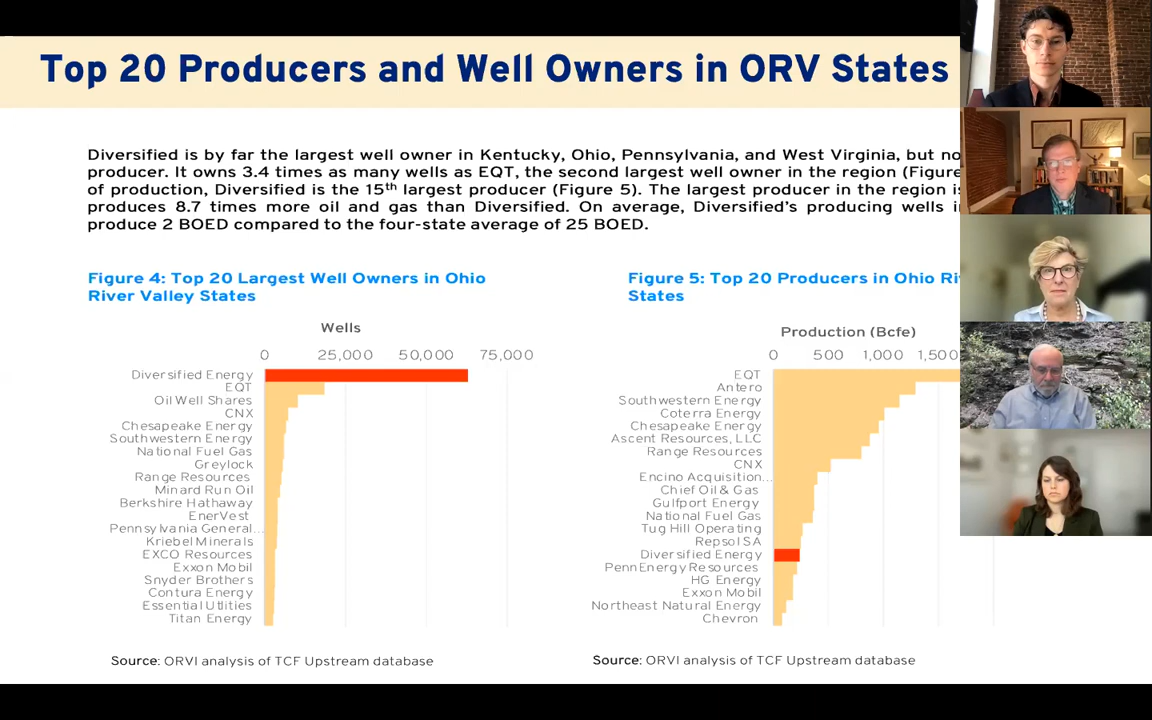 Top 20 Producers and Well Owners in ORV States
Diversified is by far the largest well owner in Kentucky, Ohio, Pennsylvania, and West Virginia, but no
producer. It owns 3.4 times as many wells as EQT, the second largest well owner in the region (Figure
of production, Diversified is the 15th largest producer (Figure 5). The largest producer in the region
produces 8.7 times more oil and gas than Diversified. On average, Diversified's producing wells
produce 2 BOED compared to the four-state average of 25 BOED.
Figure 4: Top 20 Largest Well Owners in Ohio
River Valley States
Wells
0 25,000 50,000 75,000
Diversified Energy
EQT
Oil Well Shares
CNX
Chesapeake Energy
Southwestern Energy
National Fuel Gas
Greylock
Range Resources
Minard Run Oil
Berkshire Hathaway
EnerVest
Pennsylvania General...
Kriebel Minerals
EXCO Resources
Exxon Mobil
Snyder Brothers
Contura Energy
Essential Utlities
Titan Energy
Source: ORVI analysis of TCF Upstream database
Figure 5: Top 20 Producers in Ohio
States
Production (Bcfe)
0 500 1,000 1,500
EQT
Antero
Southwestern Energy
Coterra Energy
Chesapeake Energy
Ascent Resources, LLC
Range Resources
CNX
Encino Acquisition...
Chief Oil & Gas
Gulfport Energy
National Fuel Gas
Tug Hill Operating
Repsol SA
Diversified Energy
PennEnergy Resources
HG Energy
Exxon Mobil
Northeast Natural Energy
Chevron
Source: ORVI analysis of TCF Upstream database